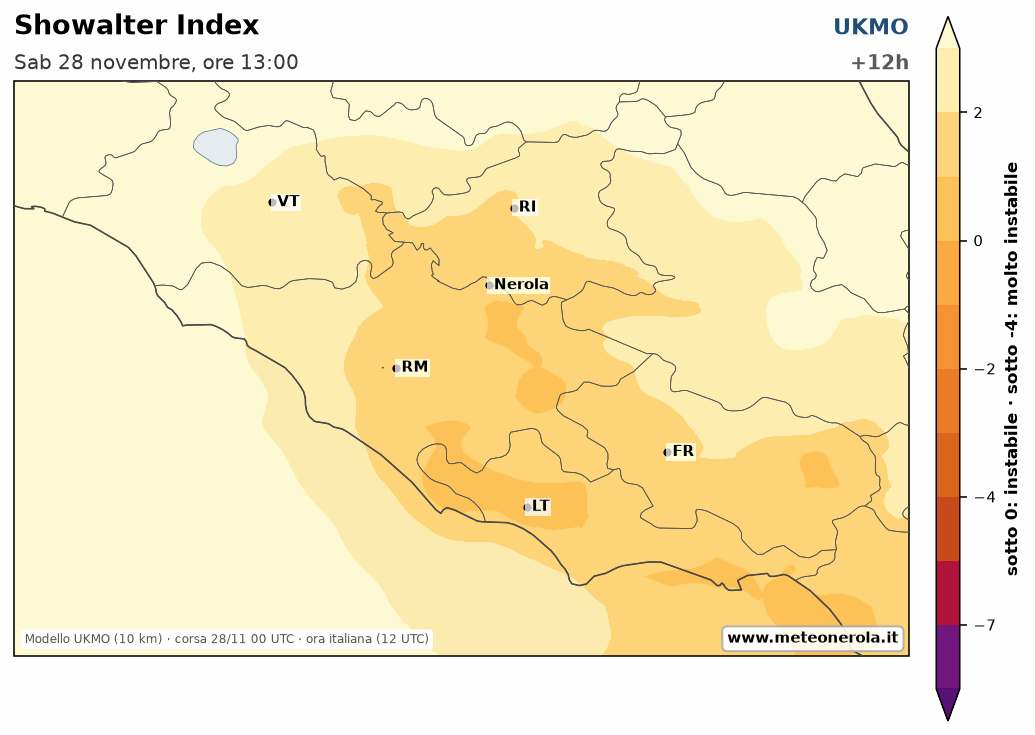 Showalter Index
UKMO
Sab 28 novembre, ore 13:00
+12h
VT
RI
Nerola
RM
FR
LT
Modello UKMO (10 km) · corsa 28/11 00 UTC · ora italiana (12 UTC)
www.meteonerola.it
2
0
−2
−4
−7
sotto 0: instabile · sotto -4: molto instabile